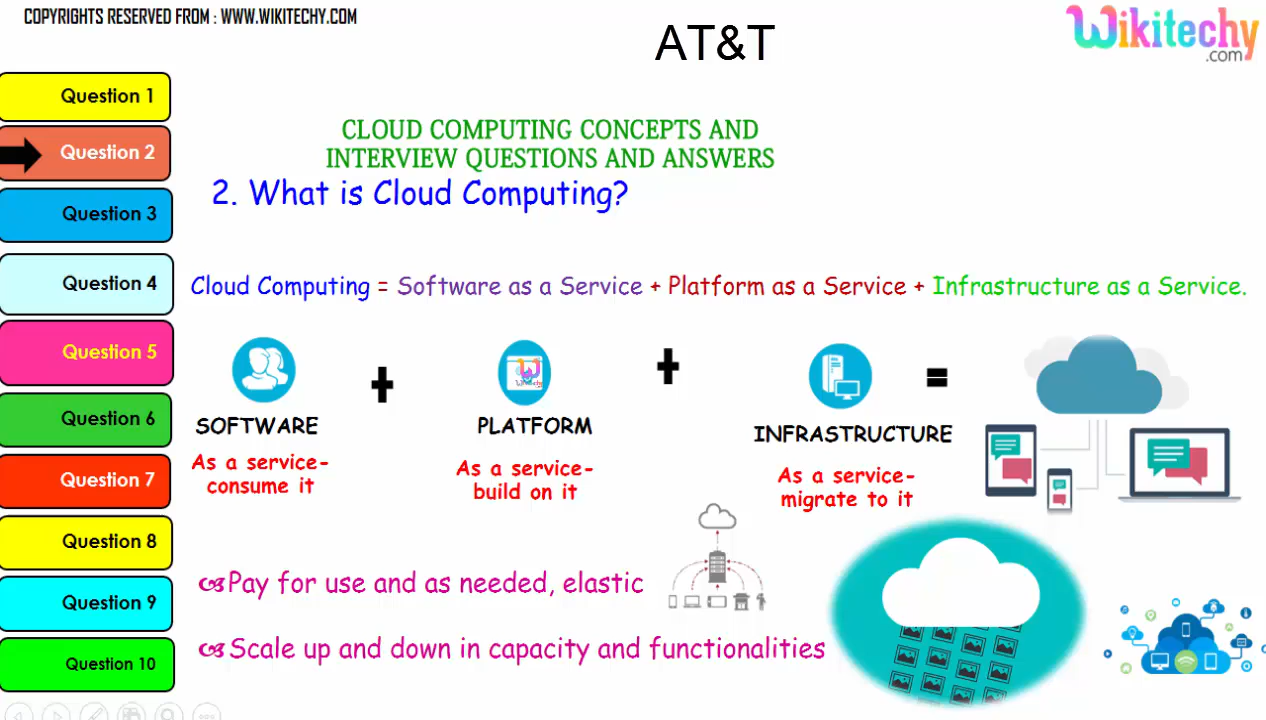 COPYRIGHTS RESERVED FROM : WWW.WIKITECHY.COM
AT&T
Wikitechy
.com
Question 1
Question 2
Question 3
Question 4
Question 5
Question 6
Question 7
Question 8
Question 9
Question 10
CLOUD COMPUTING CONCEPTS AND
INTERVIEW QUESTIONS AND ANSWERS
2. What is Cloud Computing?
Cloud Computing = Software as a Service + Platform as a Service + Infrastructure as a Service.
+ + =
SOFTWARE
As a service-
consume it
W
Wikitechy
PLATFORM
As a service-
build on it
INFRASTRUCTURE
As a service-
migrate to it
Pay for use and as needed, elastic
Scale up and down in capacity and functionalities